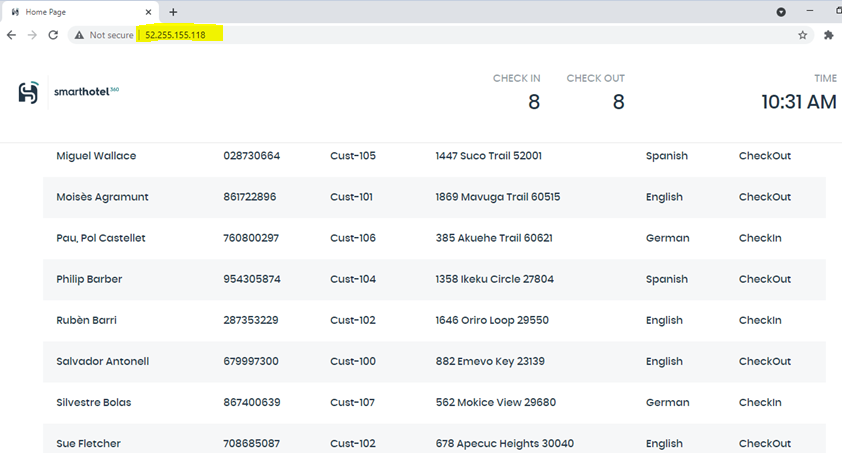 Home Page
Not secure | 52.255.155.118
smarthotel360
CHECK IN CHECK OUT TIME
8 8 10:31 AM
Miguel Wallace 028730664 Cust-105 1447 Suco Trail 52001 Spanish CheckOut
Moisès Agramunt 861722896 Cust-101 1869 Mavuga Trail 60515 English CheckOut
Pau, Pol Castellet 760800297 Cust-106 385 Akuehe Trail 60621 German CheckIn
Philip Barber 954305874 Cust-104 1358 Ikeku Circle 27804 Spanish CheckOut
Rubèn Barri 287353229 Cust-102 1646 Oriro Loop 29550 English CheckIn
Salvador Antonell 679997300 Cust-100 882 Emevo Key 23139 English CheckOut
Silvestre Bolas 867400639 Cust-107 562 Mokice View 29680 German CheckIn
Sue Fletcher 708685087 Cust-102 678 Apecuc Heights 30040 English CheckOut